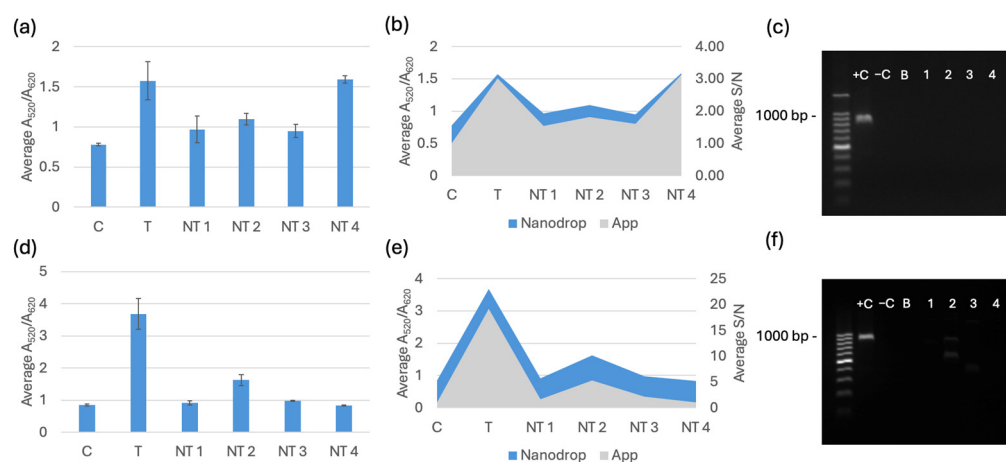 (a)
Average A520/A620
2
1.5
1
0.5
0
C T NT 1 NT 2 NT 3 NT 4
(b)
Average A520/A620
2
1.5
1
0.5
0
Average S/N
4.00
3.00
2.00
1.00
0.00
C T NT 1 NT 2 NT 3 NT 4
Nanodrop App
(c)
+C −C B 1 2 3 4
1000 bp -
(d)
Average A520/A620
5
4
3
2
1
0
C T NT 1 NT 2 NT 3 NT 4
(e)
Average A520/A620
4
3
2
1
0
Average S/N
25
20
15
10
5
0
C T NT 1 NT 2 NT 3 NT 4
Nanodrop App
(f)
+C −C B 1 2 3 4
1000 bp -